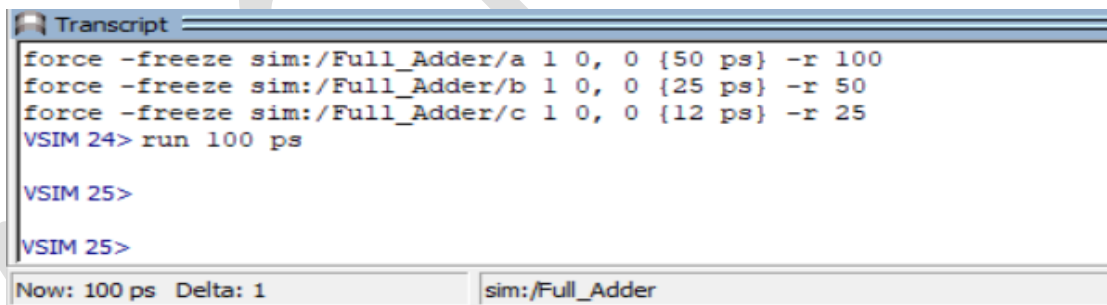 Transcript
force -freeze sim:/Full_Adder/a 1 0, 0 {50 ps} -r 100
force -freeze sim:/Full_Adder/b 1 0, 0 {25 ps} -r 50
force -freeze sim:/Full_Adder/c 1 0, 0 {12 ps} -r 25
VSIM 24> run 100 ps
VSIM 25>
VSIM 25>
Now: 100 ps Delta: 1 sim:/Full_Adder